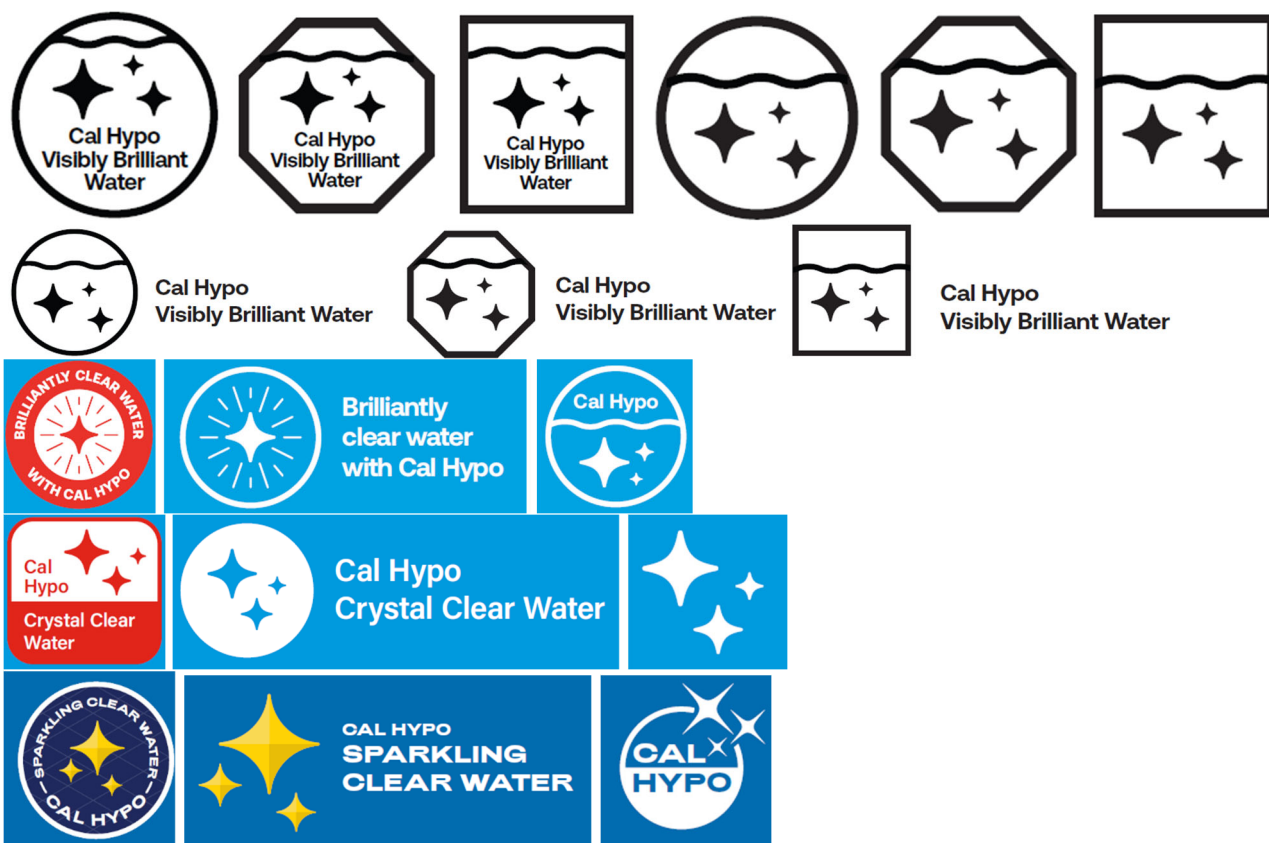 Cal Hypo
Visibly Brilliant
Water
Cal Hypo
Visibly Brilliant
Water
Cal Hypo
Visibly Brilliant
Water
Cal Hypo
Visibly Brilliant Water
Cal Hypo
Visibly Brilliant Water
Cal Hypo
Visibly Brilliant Water
BRILLIANTLY CLEAR WATER
WITH CAL HYPO
Brilliantly
clear water
with Cal Hypo
Cal Hypo
Cal
Hypo
Crystal Clear
Water
Cal Hypo
Crystal Clear Water
SPARKLING CLEAR WATER
CAL HYPO
CAL HYPO
SPARKLING
CLEAR WATER
CAL
HYPO